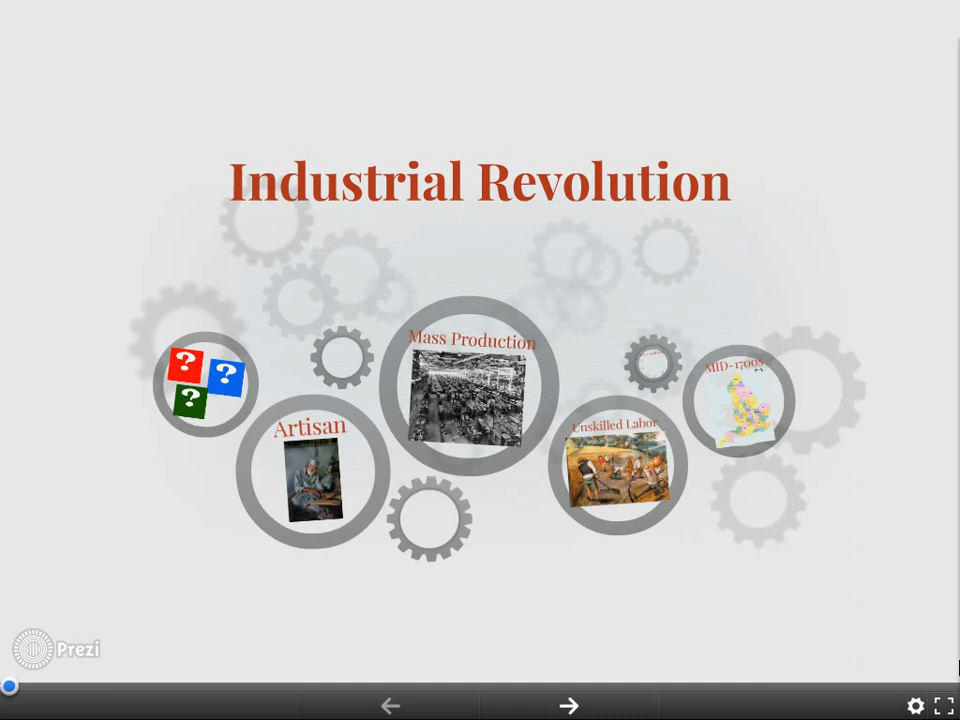 Industrial Revolution
? ? ?
Artisan
Mass Production
Unskilled Labor
MID-1700s
Prezi